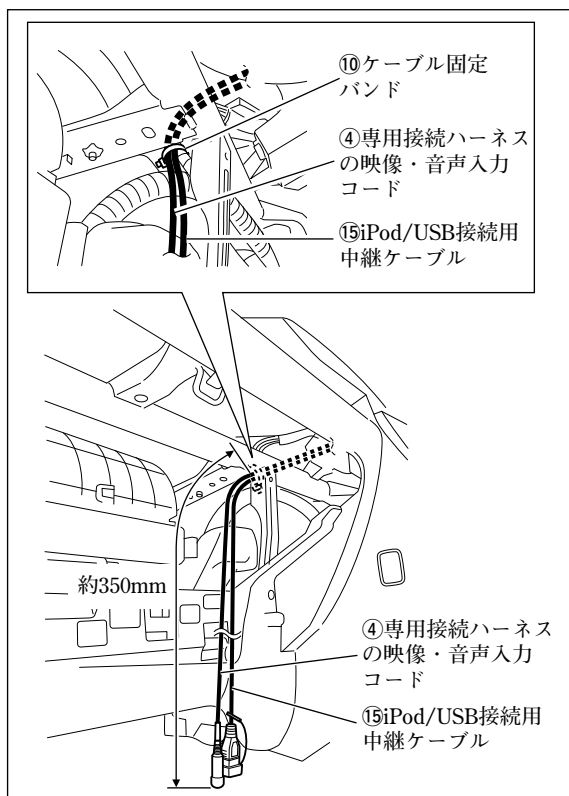 ⑩ケーブル固定
バンド
④専用接続ハーネス
の映像・音声入力
コード
⑮iPod/USB接続用
中継ケーブル
約350mm
④専用接続ハーネス
の映像・音声入力
コード
⑮iPod/USB接続用
中継ケーブル